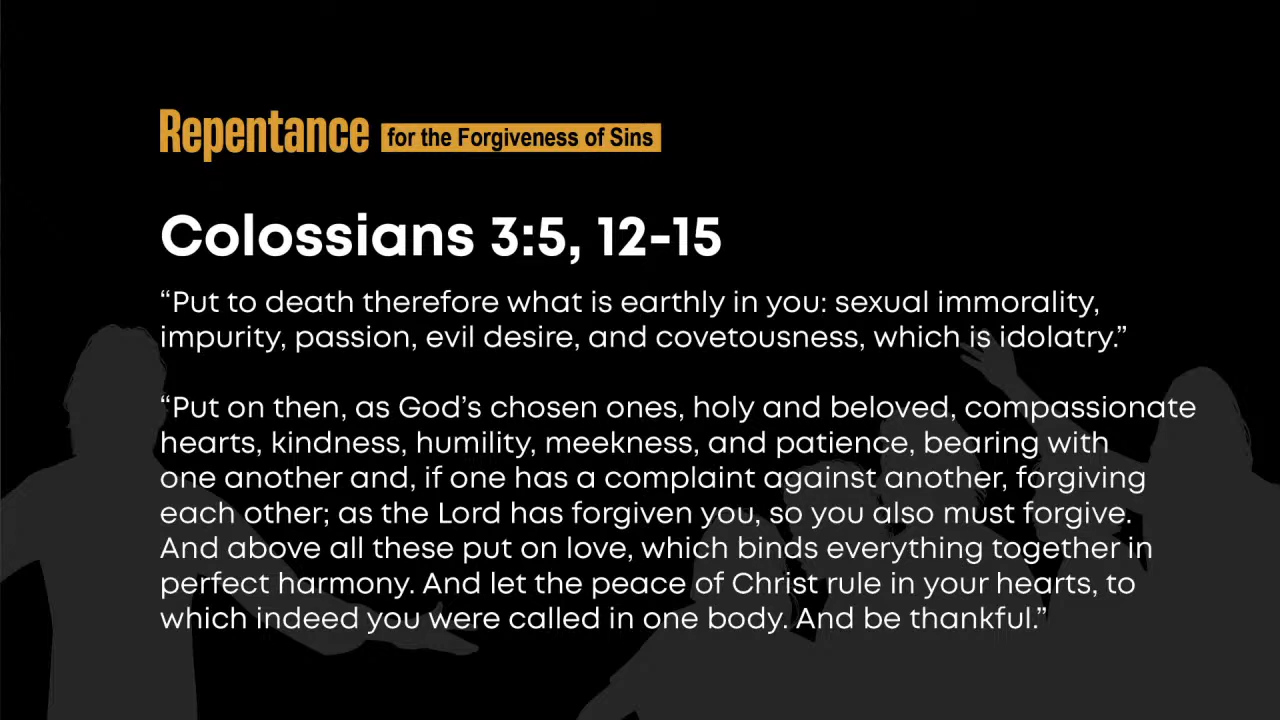 Repentance for the Forgiveness of Sins
Colossians 3:5, 12-15
“Put to death therefore what is earthly in you: sexual immorality,
impurity, passion, evil desire, and covetousness, which is idolatry.”
“Put on then, as God’s chosen ones, holy and beloved, compassionate
hearts, kindness, humility, meekness, and patience, bearing with
one another and, if one has a complaint against another, forgiving
each other; as the Lord has forgiven you, so you also must forgive.
And above all these put on love, which binds everything together in
perfect harmony. And let the peace of Christ rule in your hearts, to
which indeed you were called in one body. And be thankful.”